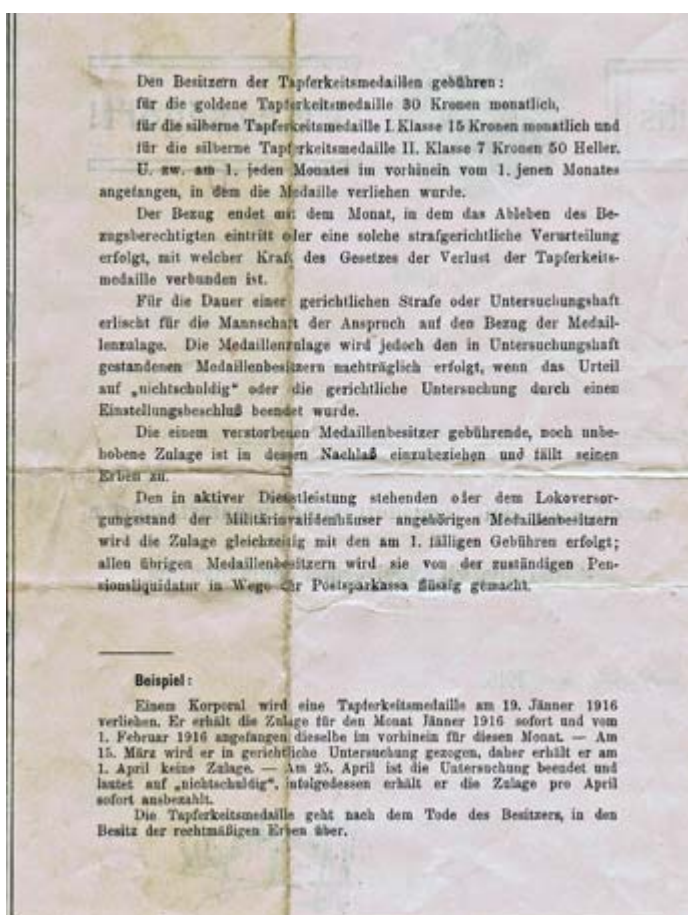 Den Besitzern der Tapferkeitsmedaillen gebühren:
für die goldene Tapferkeitsmedaille 30 Kronen monatlich,
für die silberne Tapferkeitsmedaille I. Klasse 15 Kronen monatlich und
für die silberne Tapferkeitsmedaille II. Klasse 7 Kronen 50 Heller.
U. zw. am 1. jeden Monates im vorhinein vom 1. jenen Monates
angefangen, in dem die Medaille verliehen wurde.
Der Bezug endet mit dem Monat, in dem das Ableben des Be-
zugsberechtigten eintritt oder eine solche strafgerichtliche Verurteilung
erfolgt, mit welcher Kraft des Gesetzes der Verlust der Tapferkeits-
medaille verbunden ist.
Für die Dauer einer gerichtlichen Strafe oder Untersuchungshaft
erlischt für die Mannschaft der Anspruch auf den Bezug der Medail-
lenzulage. Die Medaillenzulage wird jedoch den in Untersuchungshaft
gestandenen Medaillenbesitzern nachträglich erfolgt, wenn das Urteil
auf „nichtschuldig“ oder die gerichtliche Untersuchung durch einen
Einstellungsbeschluß beendet wurde.
Die einem verstorbenen Medaillenbesitzer gebührende, noch unbe-
hobene Zulage ist in dessen Nachlaß einzubeziehen und fällt seinen
Erben zu.
Den in aktiver Dienstleistung stehenden oder dem Lokoversor-
gungsstand der Militärinvalidenhäuser angehörigen Medaillenbesitzern
wird die Zulage gleichzeitig mit den am 1. fälligen Gebühren erfolgt;
allen übrigen Medaillenbesitzern wird sie von der zuständigen Pen-
sionsliquidatur in Wege der Postsparkassa flüssig gemacht.
Beispiel:
Einem Korporal wird eine Tapferkeitsmedaille am 19. Jänner 1916
verliehen. Er erhält die Zulage für den Monat Jänner 1916 sofort und vom
1. Februar 1916 angefangen dieselbe im vorhinein für diesen Monat. — Am
15. März wird er in gerichtliche Untersuchung gezogen, daher erhält er am
1. April keine Zulage. — Am 25. April ist die Untersuchung beendet und
lautet auf „nichtschuldig“, infolgedessen erhält er die Zulage pro April
sofort ausbezahlt.
Die Tapferkeitsmedaille geht nach dem Tode des Besitzers, in den
Besitz der rechtmäßigen Erben über.